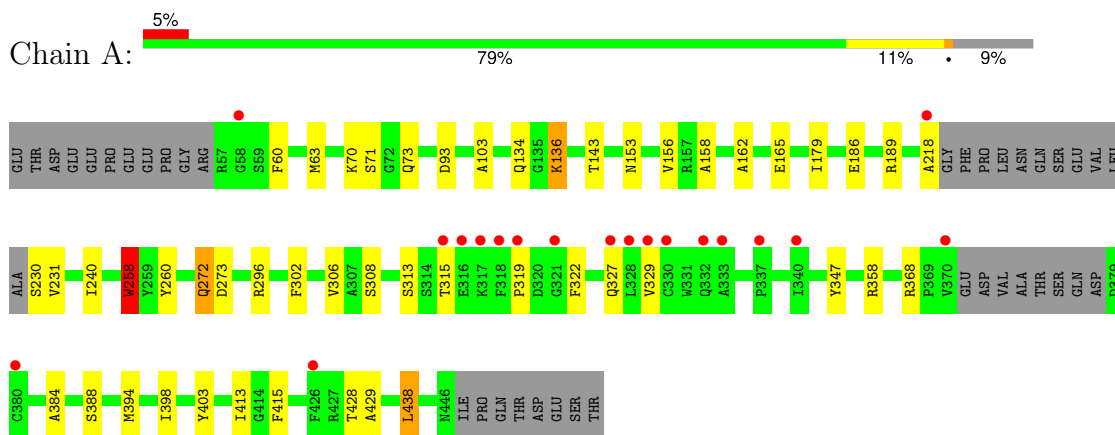 5%
Chain A:
79% 11% • 9%
GLU THR ASP GLU GLU PRO GLU GLU PRO GLY ARG R57 G58 S59 F60 M63 K70 S71 G72 Q73 D93 A103 Q134 G135 K136 T143 N153 V156 R157 A158 A162 E165 I179 E186 R189 A218 GLY PHE PRO LEU ASN GLN SER GLU VAL LEU
ALA S230 V231 I240 W258 Y259 Y260 Q272 D273 R296 F302 V306 A307 S308 S313 S314 T315 E316 K317 F318 P319 D320 G321 F322 Q327 L328 V329 C330 W331 Q332 A333 P337 I340 Y347 R358 R368 P369 V370 GLU ASP VAL ALA THR SER GLN ASP D379
C380 A384 S388 M394 I398 Y403 I413 G414 F415 F426 R427 T428 A429 L438 N446 ILE PRO GLN THR ASP GLU SER THR